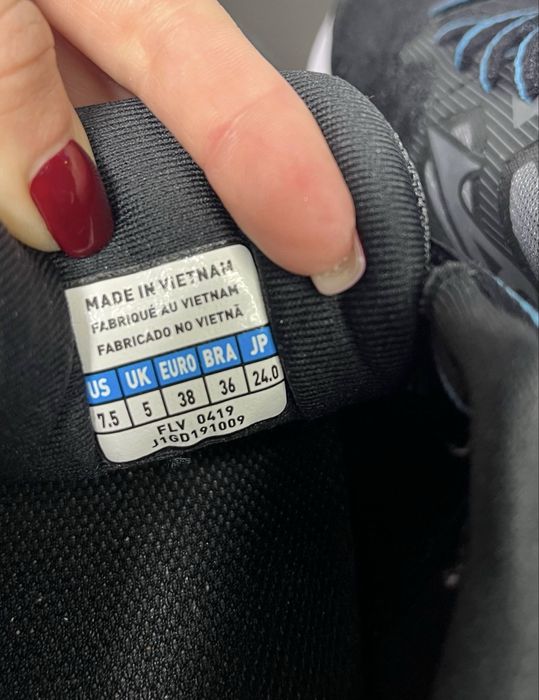 MADE IN VIETNAM
FABRIQUÉ AU VIETNAM
FABRICADO NO VIETNÃ
US UK EURO BRA JP
7.5 5 38 36 24.0
FLV 0419
J1GD191009